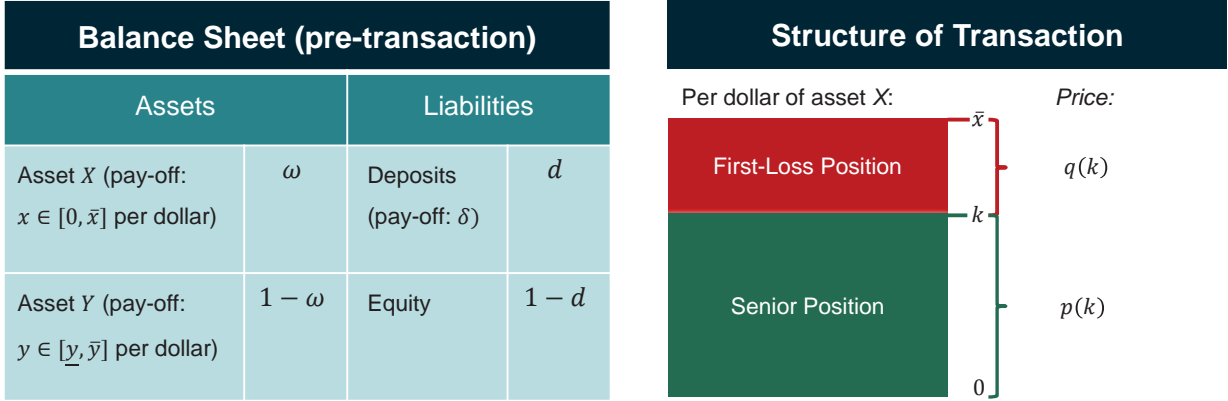 Balance Sheet (pre-transaction)
Assets
Liabilities
Asset X (pay-off:
x ∈ [0, x̄] per dollar)
ω
Deposits
(pay-off: δ)
d
Asset Y (pay-off:
y ∈ [y̲, ȳ] per dollar)
1 − ω
Equity
1 − d
Structure of Transaction
Per dollar of asset X:
Price:
x̄
First-Loss Position
q(k)
k
Senior Position
p(k)
0